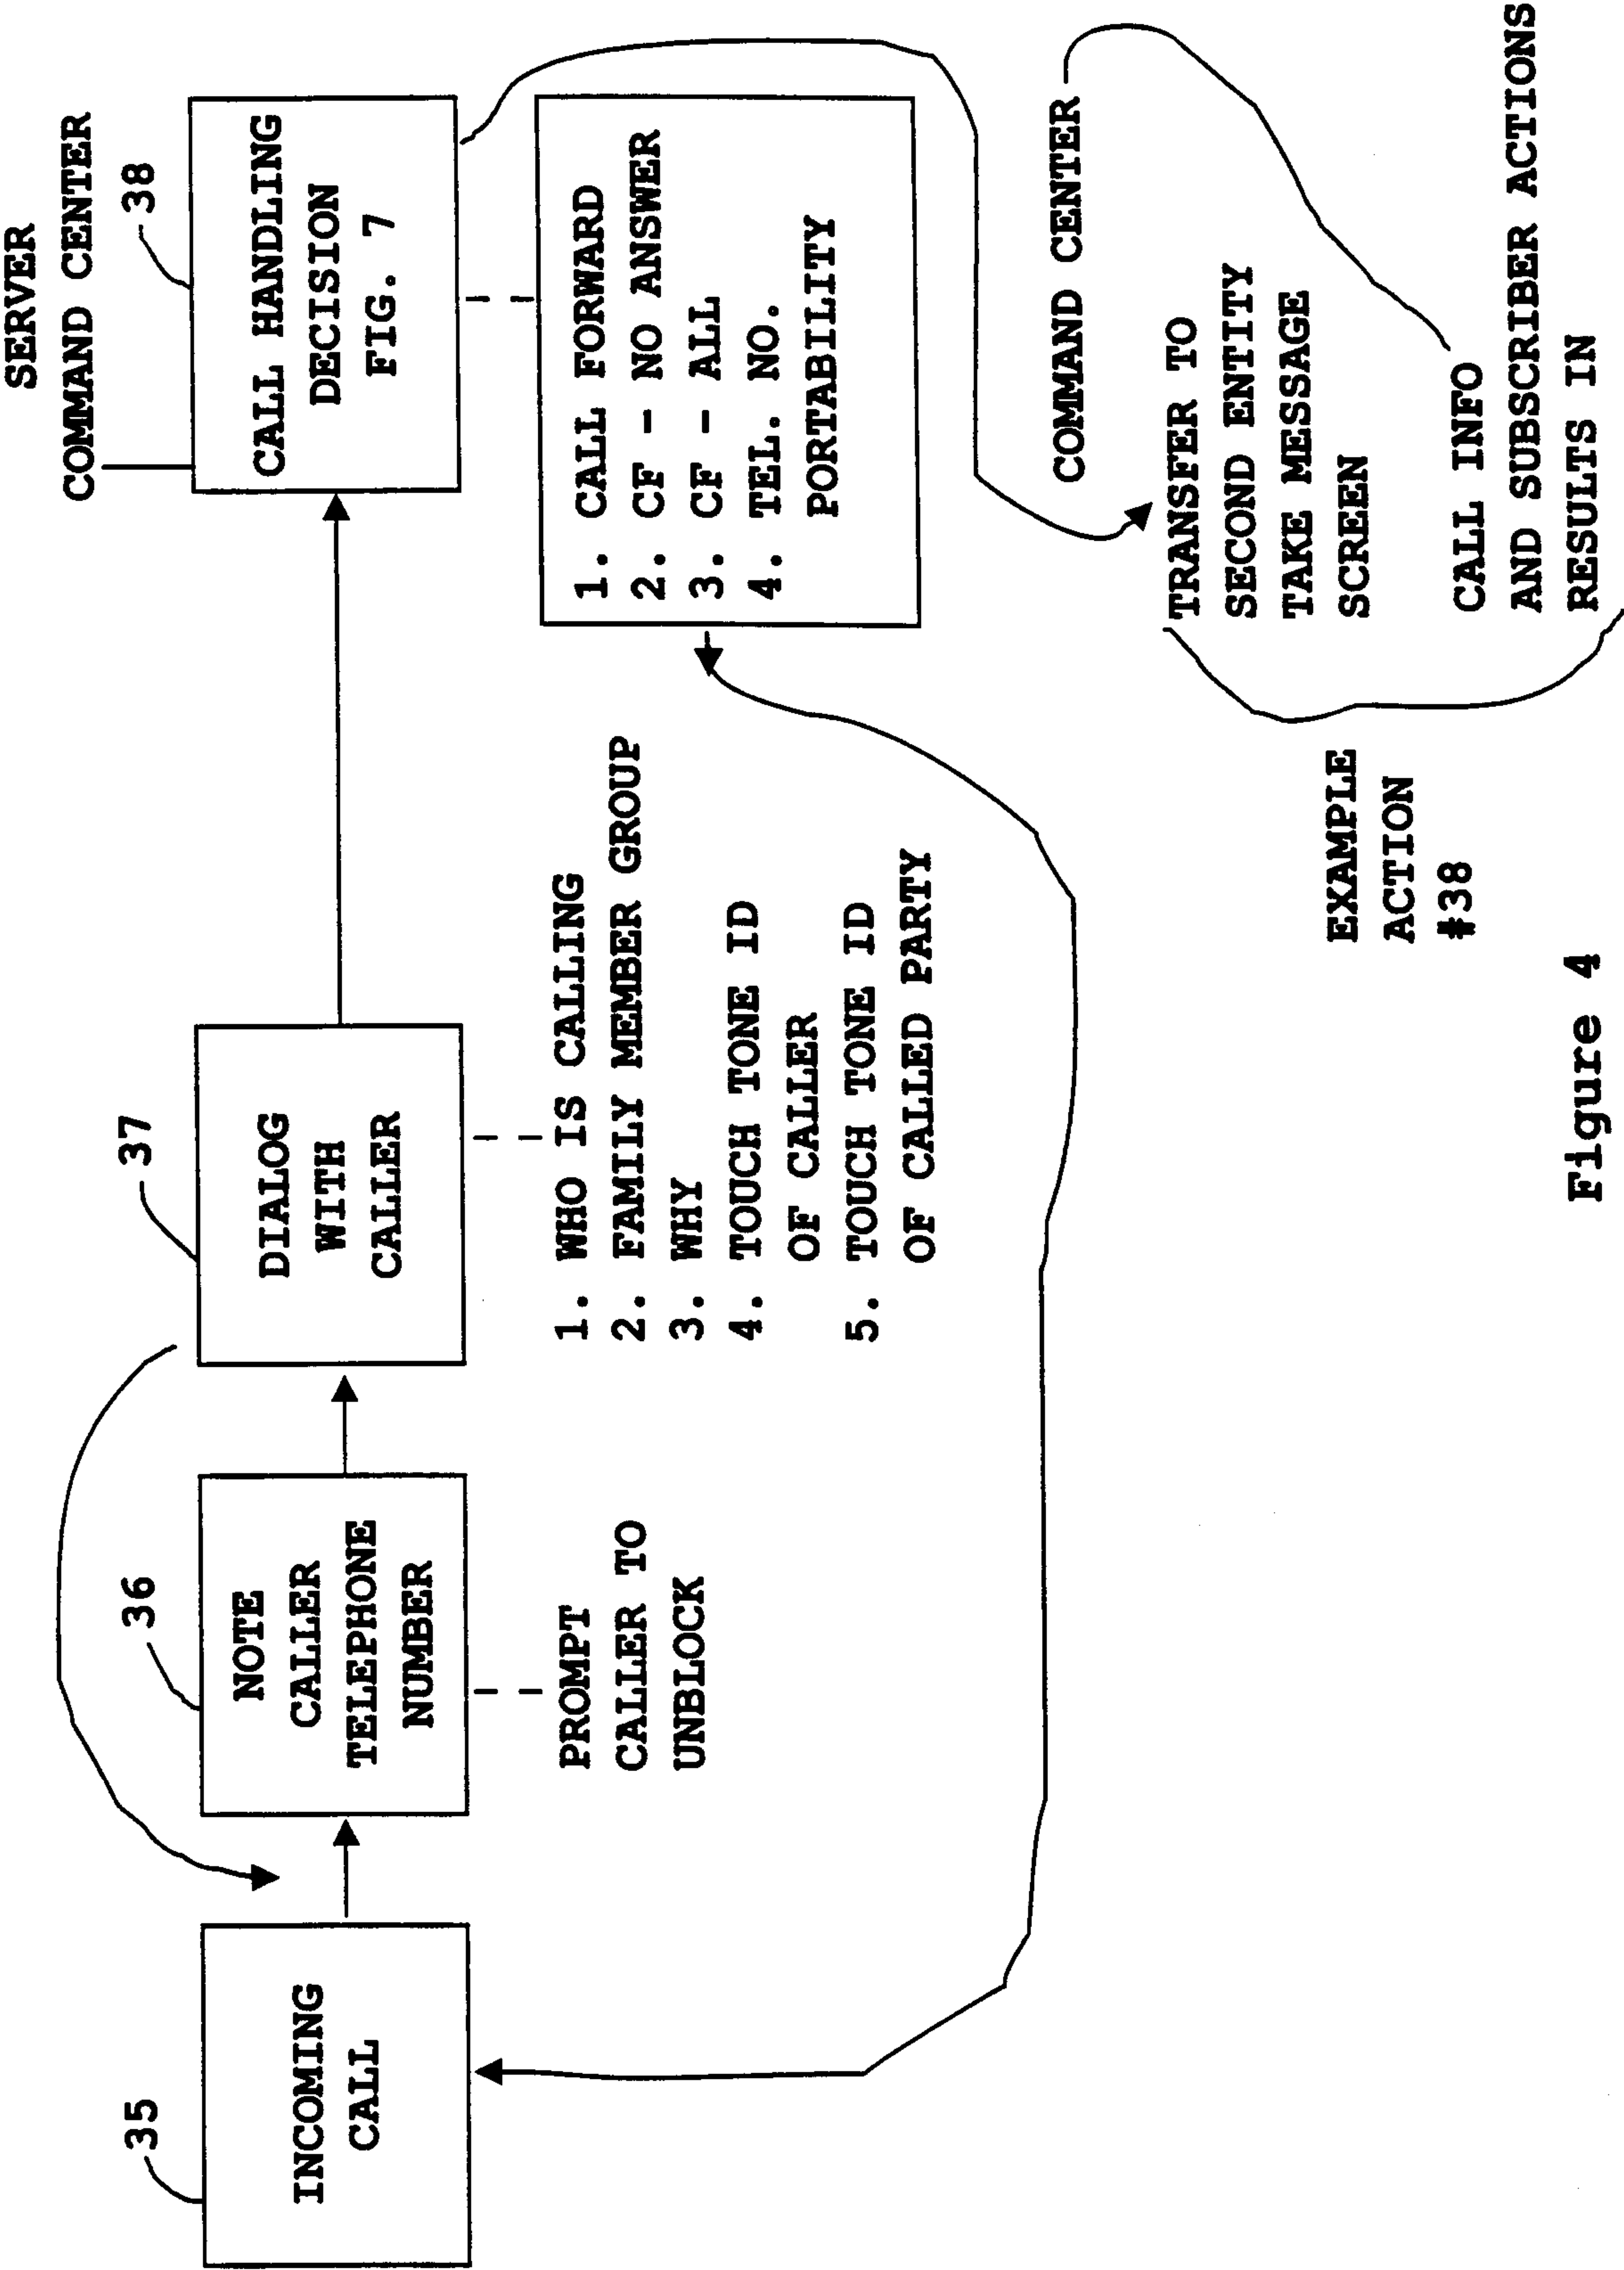 SERVER
COMMAND CENTER
35
36
37
38
INCOMING
CALL
NOTE
CALLER
TELEPHONE
NUMBER
DIALOG
WITH
CALLER
CALL HANDLING
DECISION
FIG. 7
PROMPT
CALLER TO
UNBLOCK
1. WHO IS CALLING
2. FAMILY MEMBER GROUP
3. WHY
4. TOUCH TONE ID
OF CALLER
5. TOUCH TONE ID
OF CALLED PARTY
1. CALL FORWARD
2. CF - NO ANSWER
3. CF - ALL
4. TEL. NO.
PORTABILITY
COMMAND CENTER
TRANSFER TO
SECOND ENTITY
TAKE MESSAGE
SCREEN
CALL INFO
AND SUBSCRIBER ACTIONS
RESULTS IN
EXAMPLE
ACTION
#38
Figure 4